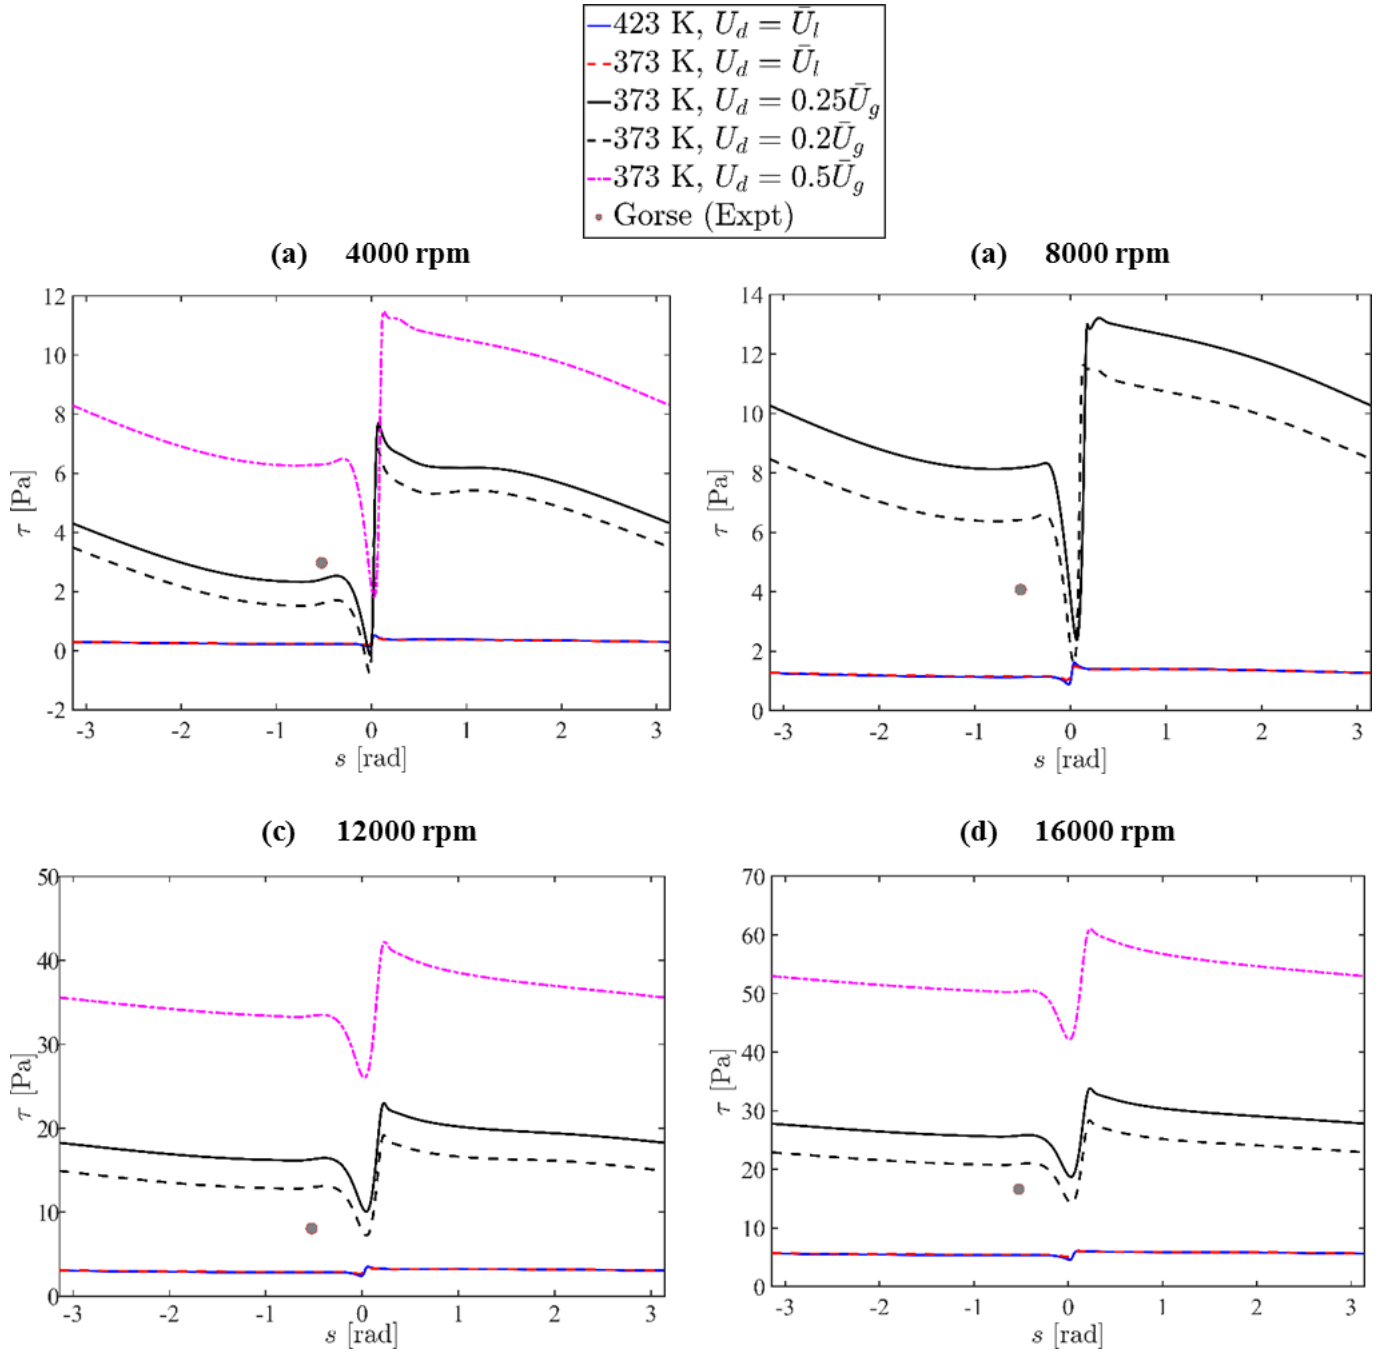 423 K, U_d = Ū_l
373 K, U_d = Ū_l
373 K, U_d = 0.25Ū_g
373 K, U_d = 0.2Ū_g
373 K, U_d = 0.5Ū_g
Gorse (Expt)
(a) 4000 rpm
12
10
8
6
4
2
0
-2
τ [Pa]
-3 -2 -1 0 1 2 3
s [rad]
(a) 8000 rpm
14
12
10
8
6
4
2
0
τ [Pa]
-3 -2 -1 0 1 2 3
s [rad]
(c) 12000 rpm
50
40
30
20
10
0
τ [Pa]
-3 -2 -1 0 1 2 3
s [rad]
(d) 16000 rpm
70
60
50
40
30
20
10
0
τ [Pa]
-3 -2 -1 0 1 2 3
s [rad]